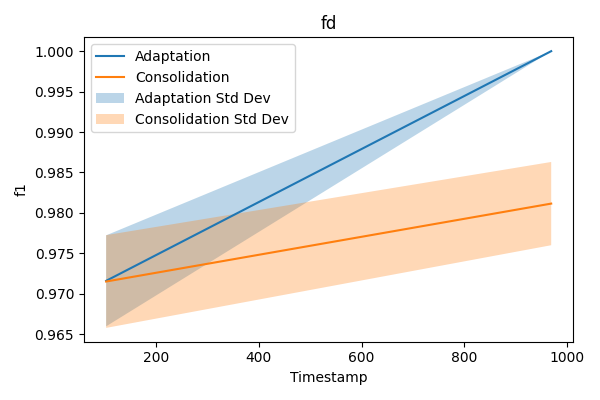 fd
Adaptation
Consolidation
Adaptation Std Dev
Consolidation Std Dev
f1
1.000
0.995
0.990
0.985
0.980
0.975
0.970
0.965
200
400
600
800
1000
Timestamp